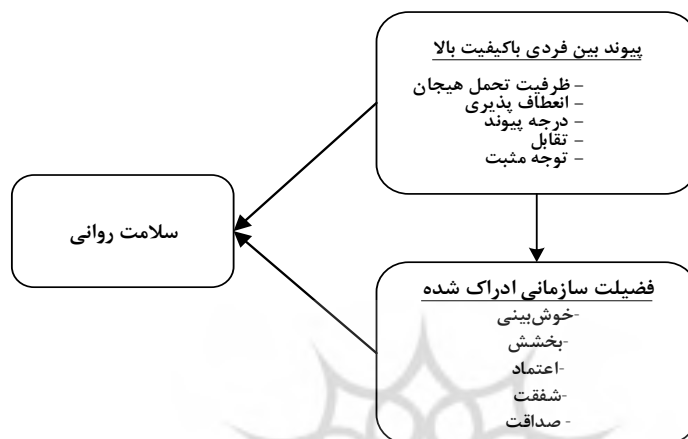 پیوند بین فردی باکیفیت بالا
– ظرفیت تحمل هیجان
– انعطاف پذیری
– درجه پیوند
– تقابل
– توجه مثبت
سلامت روانی
فضیلت سازمانی ادراک شده
-خوش‌بینی
-بخشش
-اعتماد
-شفقت
- صداقت